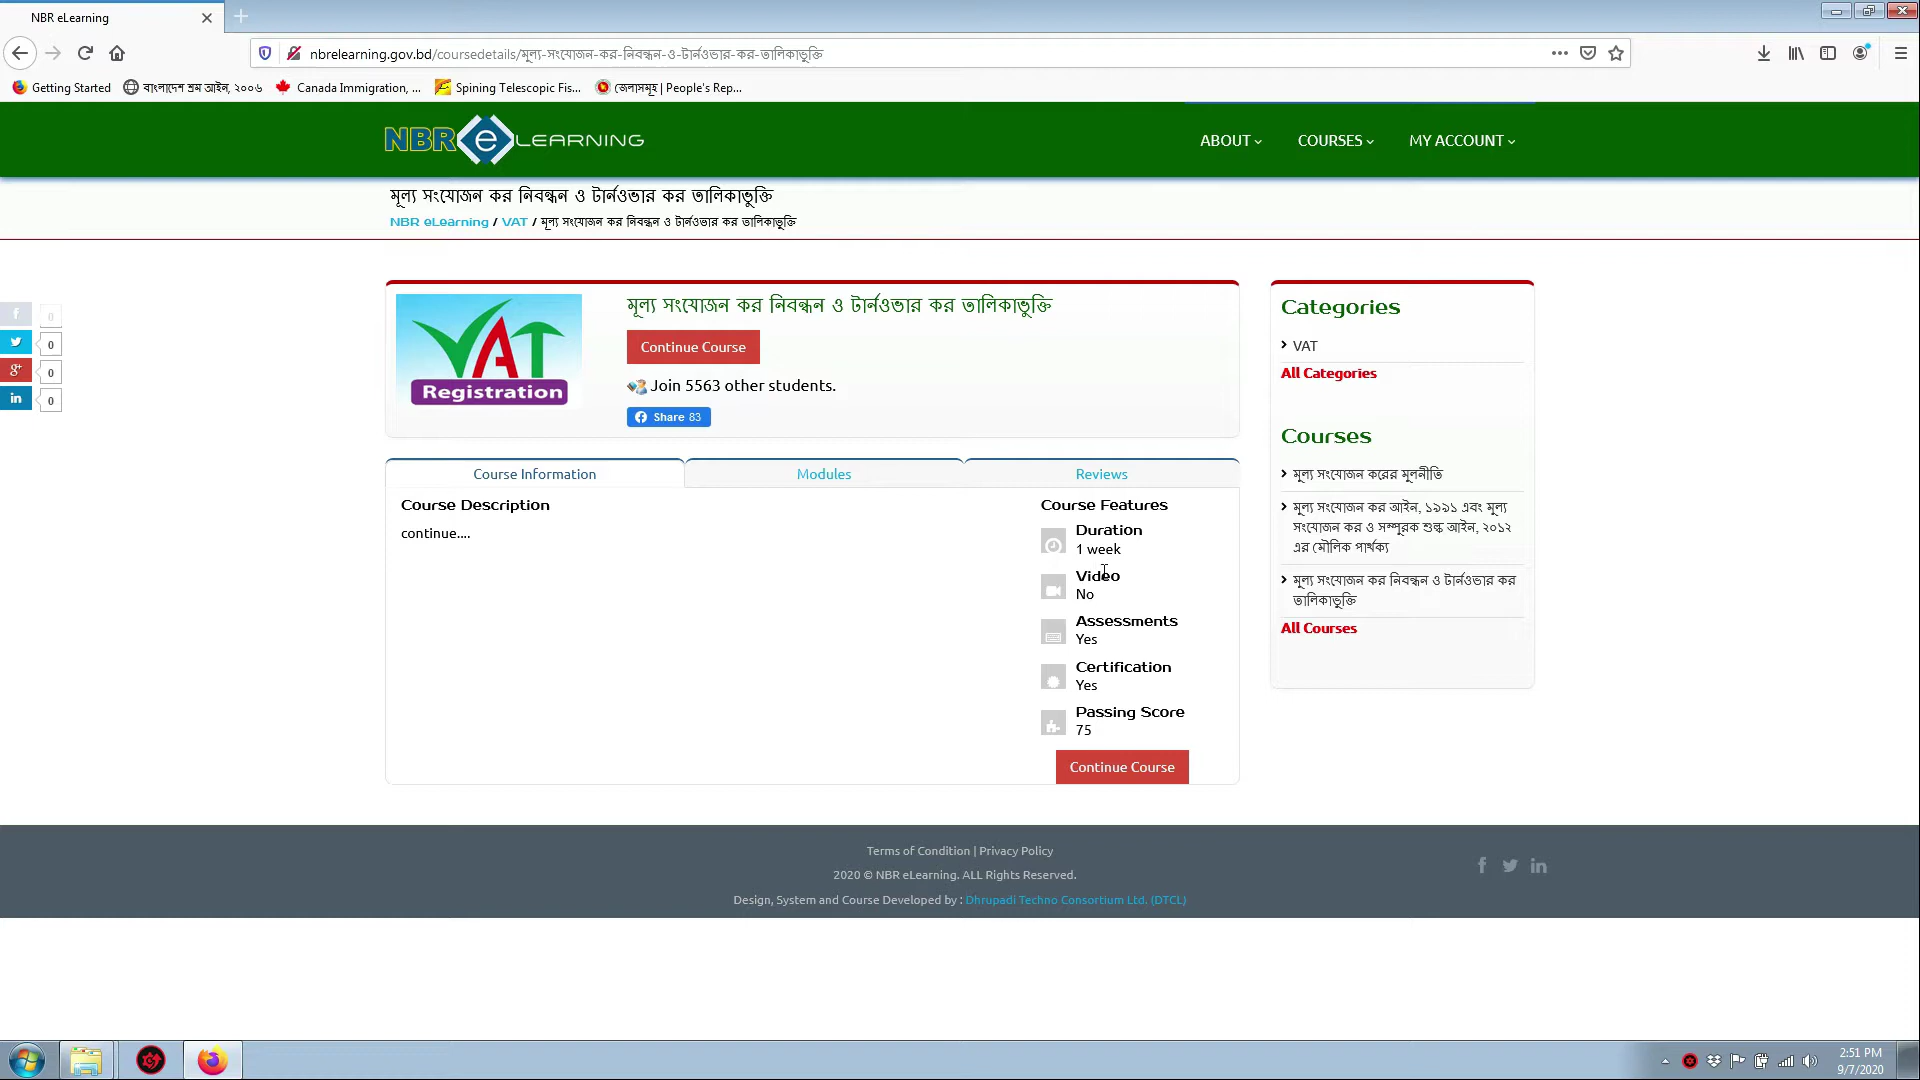 NBR eLearning
nbrelearning.gov.bd/coursedetails/মূল্য-সংযোজন-কর-নিবন্ধন-ও-টার্নওভার-কর-তালিকাভুক্তি
Getting Started
বাংলাদেশ শ্রম আইন, ২০০৬
Canada Immigration, ...
Spining Telescopic Fis...
জেলাসমূহ | People's Rep...
NBR e LEARNING
ABOUT
COURSES
MY ACCOUNT
মূল্য সংযোজন কর নিবন্ধন ও টার্নওভার কর তালিকাভুক্তি
NBR eLearning / VAT / মূল্য সংযোজন কর নিবন্ধন ও টার্নওভার কর তালিকাভুক্তি
f 0
0
g+ 0
in 0
VAT
Registration
মূল্য সংযোজন কর নিবন্ধন ও টার্নওভার কর তালিকাভুক্তি
Continue Course
Join 5563 other students.
Share 83
Course Information
Modules
Reviews
Course Description
continue....
Course Features
Duration
1 week
Video
No
Assessments
Yes
Certification
Yes
Passing Score
75
Continue Course
Categories
VAT
All Categories
Courses
মূল্য সংযোজন করের মূলনীতি
মূল্য সংযোজন কর আইন, ১৯৯১ এবং মূল্য
সংযোজন কর ও সম্পূরক শুল্ক আইন, ২০১২
এর মৌলিক পার্থক্য
মূল্য সংযোজন কর নিবন্ধন ও টার্নওভার কর
তালিকাভুক্তি
All Courses
Terms of Condition | Privacy Policy
2020 © NBR eLearning. ALL Rights Reserved.
Design, System and Course Developed by : Dhrupadi Techno Consortium Ltd. (DTCL)
2:51 PM
9/7/2020